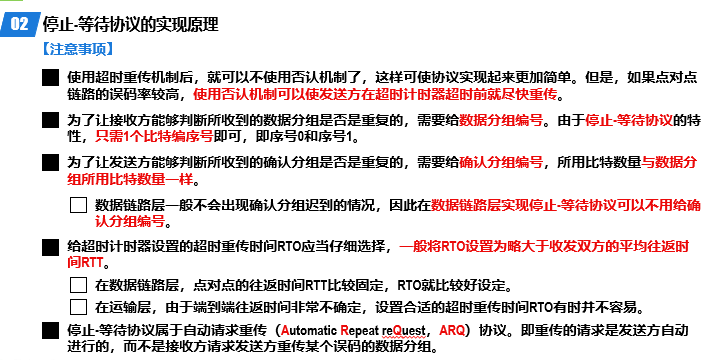 02 停止-等待协议的实现原理
【注意事项】
使用超时重传机制后，就可以不使用否认机制了，这样可使协议实现起来更加简单。但是，如果点对点
链路的误码率较高，使用否认机制可以使发送方在超时计时器超时前就尽快重传。
为了让接收方能够判断所收到的数据分组是否是重复的，需要给数据分组编号。由于停止-等待协议的特
性，只需1个比特编序号即可，即序号0和序号1。
为了让发送方能够判断所收到的确认分组是否是重复的，需要给确认分组编号，所用比特数量与数据分
组所用比特数量一样。
数据链路层一般不会出现确认分组迟到的情况，因此在数据链路层实现停止-等待协议可以不用给确
认分组编号。
给超时计时器设置的超时重传时间RTO应当仔细选择，一般将RTO设置为略大于收发双方的平均往返时
间RTT。
在数据链路层，点对点的往返时间RTT比较固定，RTO就比较好设定。
在运输层，由于端到端往返时间非常不确定，设置合适的超时重传时间RTO有时并不容易。
停止-等待协议属于自动请求重传（Automatic Repeat reQuest，ARQ）协议。即重传的请求是发送方自动
进行的，而不是接收方请求发送方重传某个误码的数据分组。